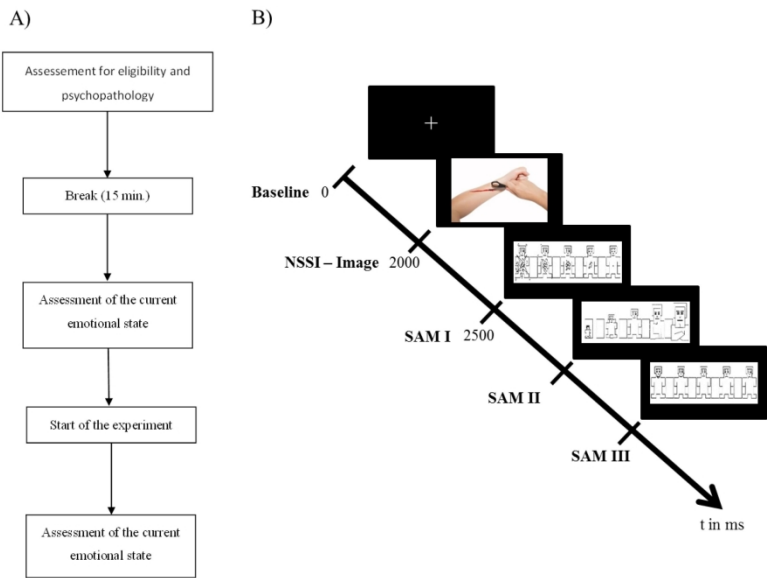 A)
Assessement for eligibility and
psychopathology
Break (15 min.)
Assessment of the current
emotional state
Start of the experiment
Assessment of the current
emotional state
B)
Baseline 0
NSSI – Image 2000
SAM I 2500
SAM II
SAM III
t in ms